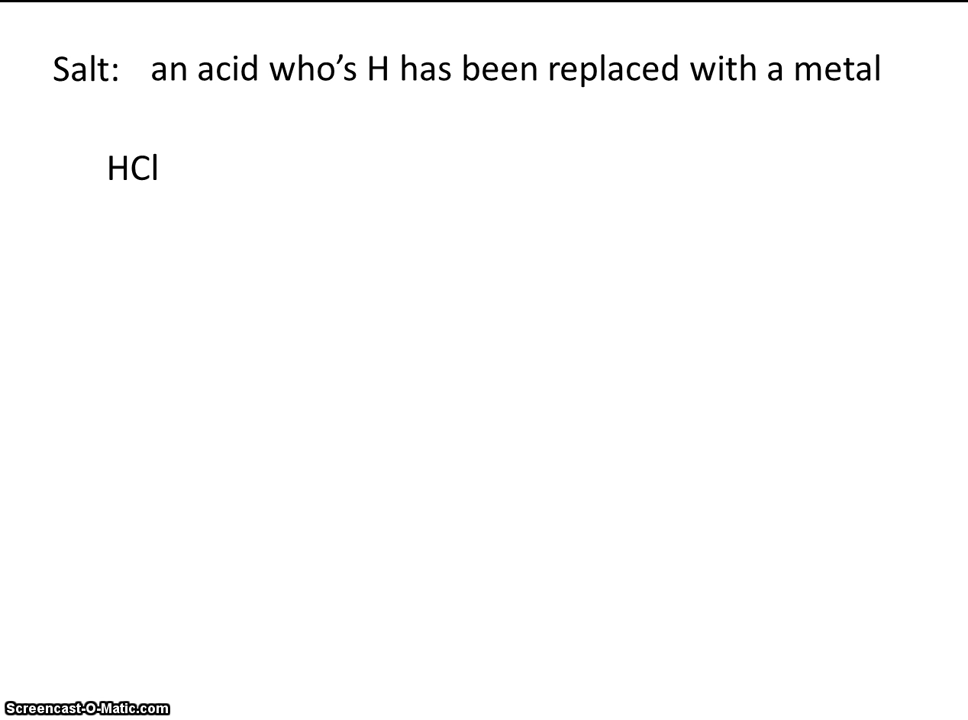 Salt: an acid who’s H has been replaced with a metal
HCl
Screencast-O-Matic.com